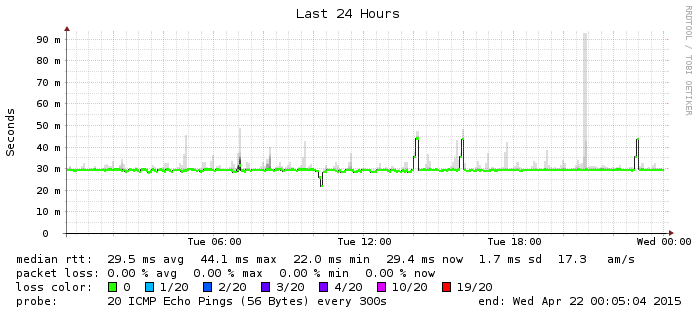 Last 24 Hours
RRDTOOL / TOBI OETIKER
Seconds
90 m
80 m
70 m
60 m
50 m
40 m
30 m
20 m
10 m
0
Tue 06:00 Tue 12:00 Tue 18:00 Wed 00:00
median rtt: 29.5 ms avg 44.1 ms max 22.0 ms min 29.4 ms now 1.7 ms sd 17.3 am/s
packet loss: 0.00 % avg 0.00 % max 0.00 % min 0.00 % now
loss color: 0 1/20 2/20 3/20 4/20 10/20 19/20
probe: 20 ICMP Echo Pings (56 Bytes) every 300s end: Wed Apr 22 00:05:04 2015